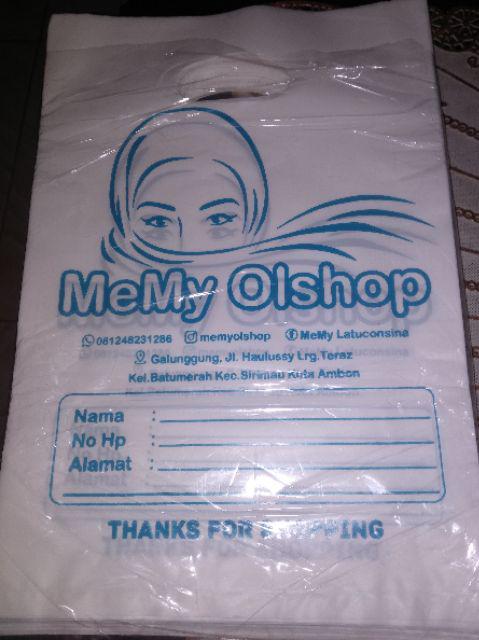 MeMy Olshop
081248231286 memyolshop MeMy Latuconsina
Galunggung, Jl. Haulussy Lrg.Teraz
Kel.Batumerah Kec.Sirimau Kota Ambon
Nama :
No Hp :
Alamat :
THANKS FOR SHOPPING